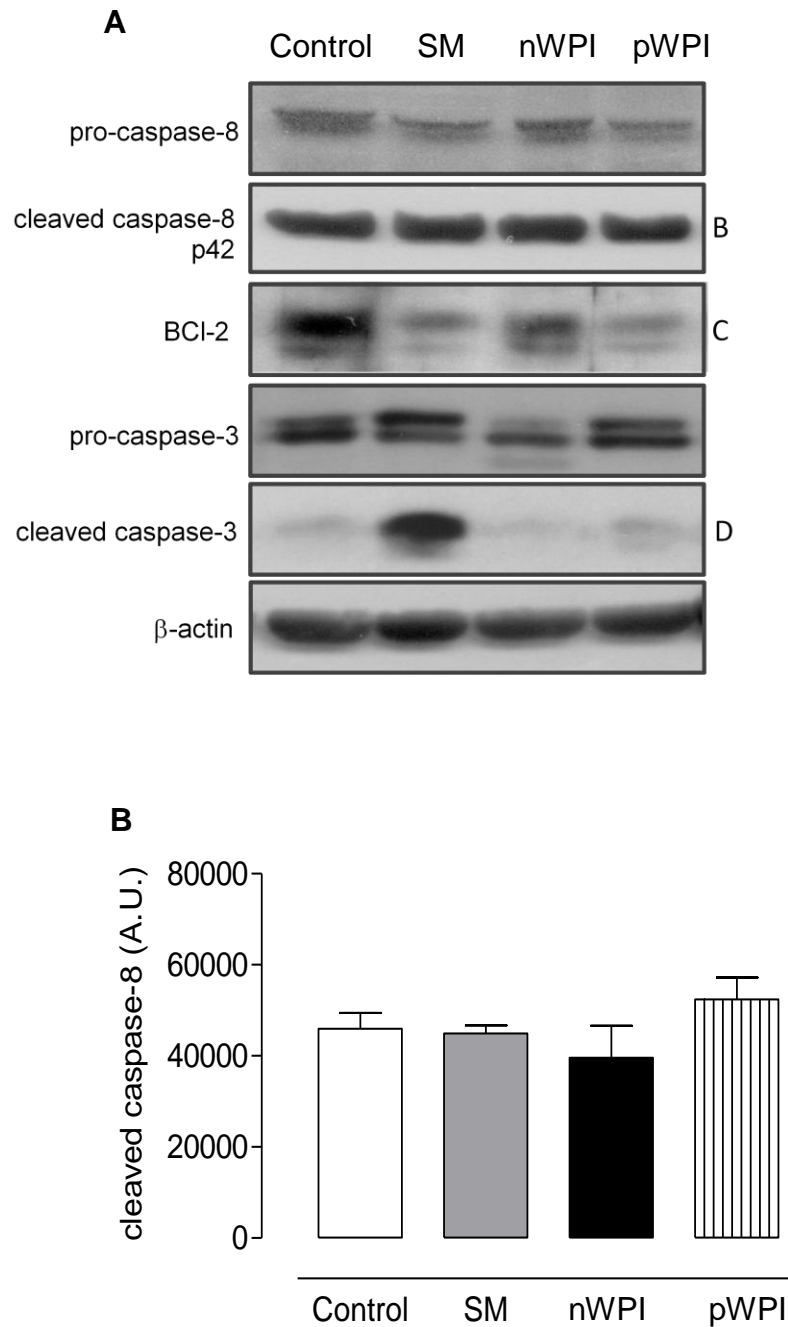 A
Control SM nWPI pWPI
pro-caspase-8
cleaved caspase-8
p42
B
BCl-2
C
pro-caspase-3
cleaved caspase-3
D
β-actin
B
cleaved caspase-8 (A.U.)
80000
60000
40000
20000
0
Control SM nWPI pWPI